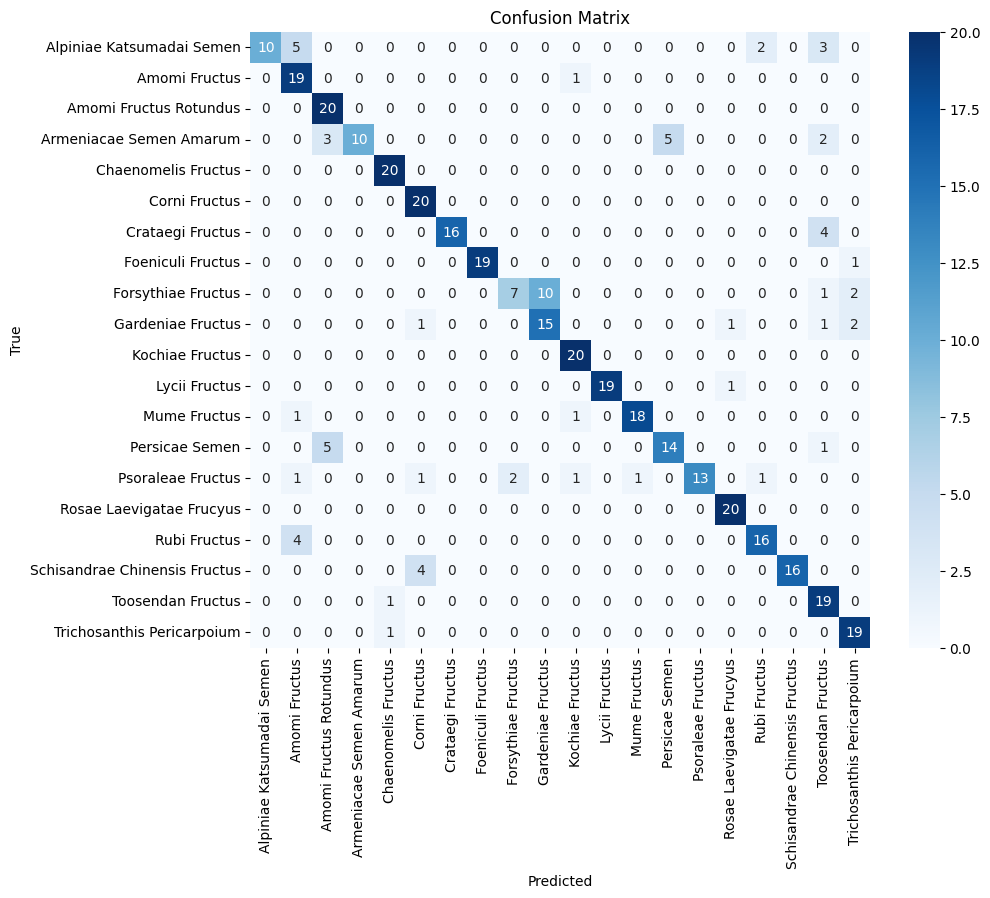 Confusion Matrix
True
Alpiniae Katsumadai Semen 10 5 0 0 0 0 0 0 0 0 0 0 0 0 0 0 2 0 3 0
Amomi Fructus 0 19 0 0 0 0 0 0 0 0 1 0 0 0 0 0 0 0 0 0
Amomi Fructus Rotundus 0 0 20 0 0 0 0 0 0 0 0 0 0 0 0 0 0 0 0 0
Armeniacae Semen Amarum 0 0 3 10 0 0 0 0 0 0 0 0 0 5 0 0 0 0 2 0
Chaenomelis Fructus 0 0 0 0 20 0 0 0 0 0 0 0 0 0 0 0 0 0 0 0
Corni Fructus 0 0 0 0 0 20 0 0 0 0 0 0 0 0 0 0 0 0 0 0
Crataegi Fructus 0 0 0 0 0 0 16 0 0 0 0 0 0 0 0 0 0 0 4 0
Foeniculi Fructus 0 0 0 0 0 0 0 19 0 0 0 0 0 0 0 0 0 0 0 1
Forsythiae Fructus 0 0 0 0 0 0 0 0 7 10 0 0 0 0 0 0 0 0 1 2
Gardeniae Fructus 0 0 0 0 0 1 0 0 0 15 0 0 0 0 0 1 0 0 1 2
Kochiae Fructus 0 0 0 0 0 0 0 0 0 0 20 0 0 0 0 0 0 0 0 0
Lycii Fructus 0 0 0 0 0 0 0 0 0 0 0 19 0 0 0 1 0 0 0 0
Mume Fructus 0 1 0 0 0 0 0 0 0 0 1 0 18 0 0 0 0 0 0 0
Persicae Semen 0 0 5 0 0 0 0 0 0 0 0 0 0 14 0 0 0 0 1 0
Psoraleae Fructus 0 1 0 0 0 1 0 0 2 0 1 0 1 0 13 0 1 0 0 0
Rosae Laevigatae Frucyus 0 0 0 0 0 0 0 0 0 0 0 0 0 0 0 20 0 0 0 0
Rubi Fructus 0 4 0 0 0 0 0 0 0 0 0 0 0 0 0 0 16 0 0 0
Schisandrae Chinensis Fructus 0 0 0 0 0 4 0 0 0 0 0 0 0 0 0 0 0 16 0 0
Toosendan Fructus 0 0 0 0 1 0 0 0 0 0 0 0 0 0 0 0 0 0 19 0
Trichosanthis Pericarpoium 0 0 0 0 1 0 0 0 0 0 0 0 0 0 0 0 0 0 0 19
Alpiniae Katsumadai Semen
Amomi Fructus
Amomi Fructus Rotundus
Armeniacae Semen Amarum
Chaenomelis Fructus
Corni Fructus
Crataegi Fructus
Foeniculi Fructus
Forsythiae Fructus
Gardeniae Fructus
Kochiae Fructus
Lycii Fructus
Mume Fructus
Persicae Semen
Psoraleae Fructus
Rosae Laevigatae Frucyus
Rubi Fructus
Schisandrae Chinensis Fructus
Toosendan Fructus
Trichosanthis Pericarpoium
Predicted
20.0
17.5
15.0
12.5
10.0
7.5
5.0
2.5
0.0